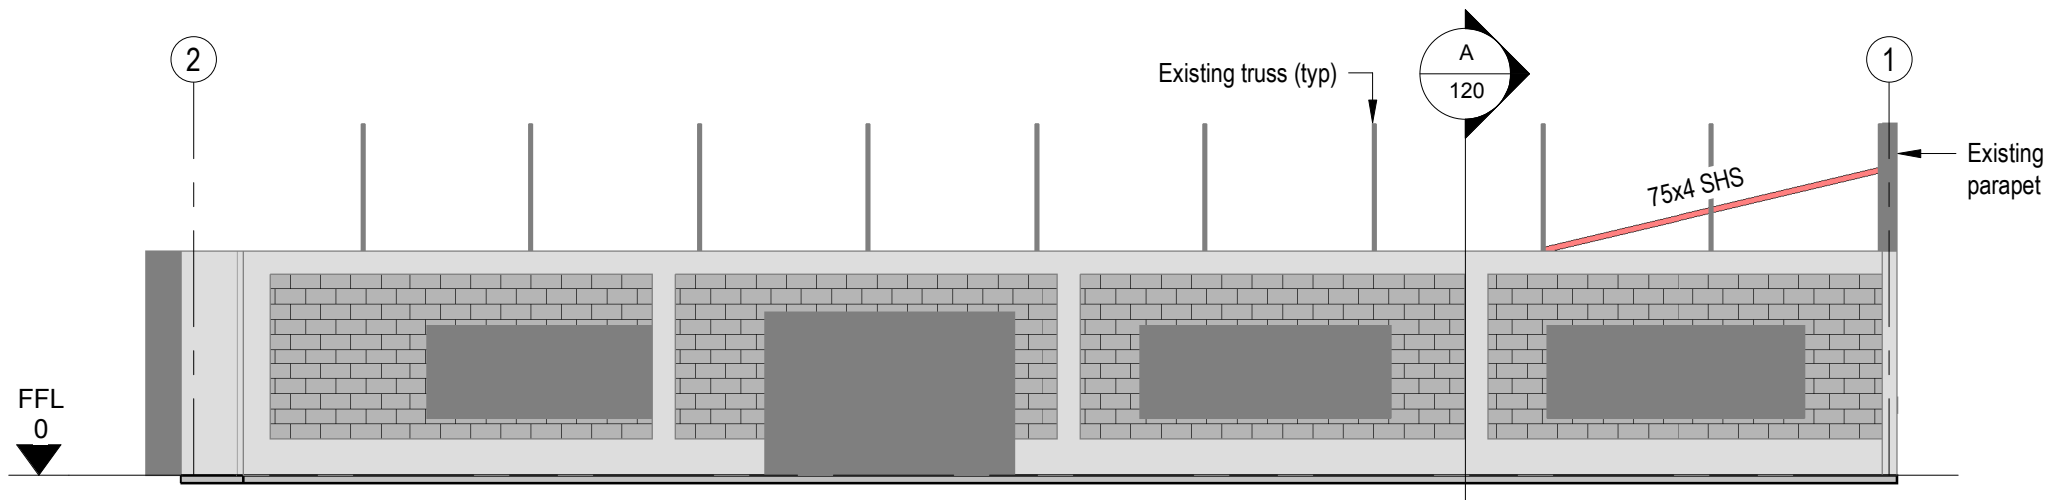 2
Existing truss (typ)
A
120
1
75x4 SHS
Existing
parapet
FFL
0